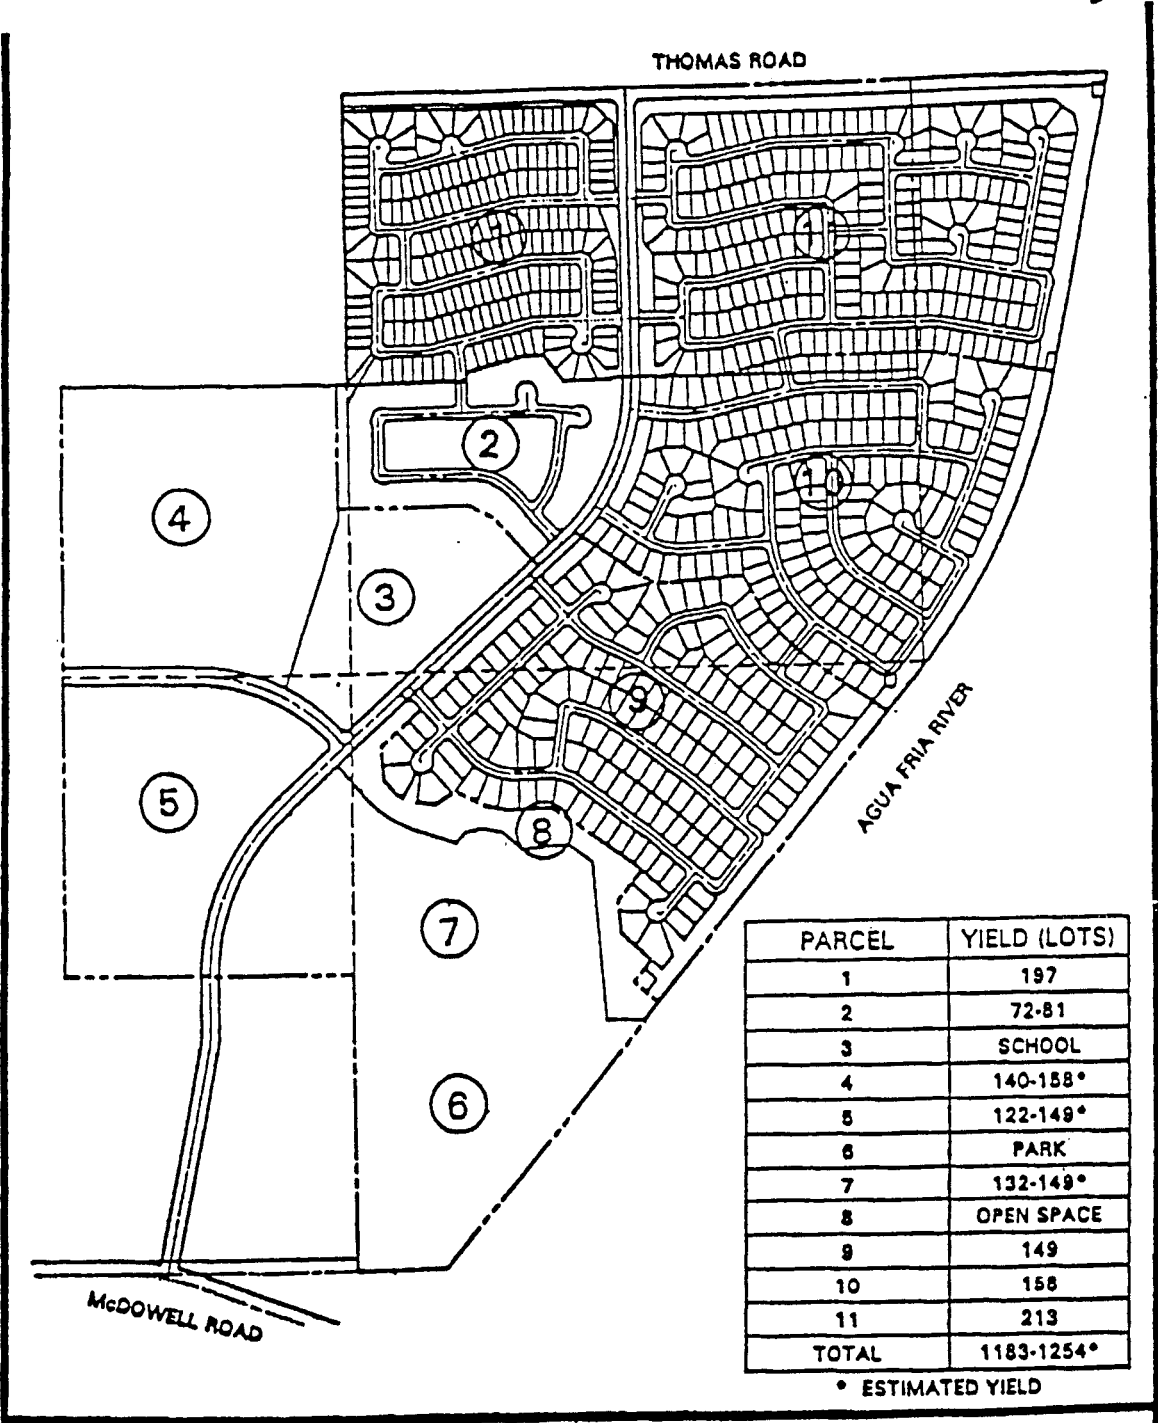 THOMAS ROAD
1
11
2
10
4
3
9
AGUA FRIA RIVER
5
8
7
6
McDOWELL ROAD
PARCEL YIELD (LOTS)
1 197
2 72-81
3 SCHOOL
4 140-158*
5 122-149*
6 PARK
7 132-149*
8 OPEN SPACE
9 149
10 158
11 213
TOTAL 1183-1254*
* ESTIMATED YIELD